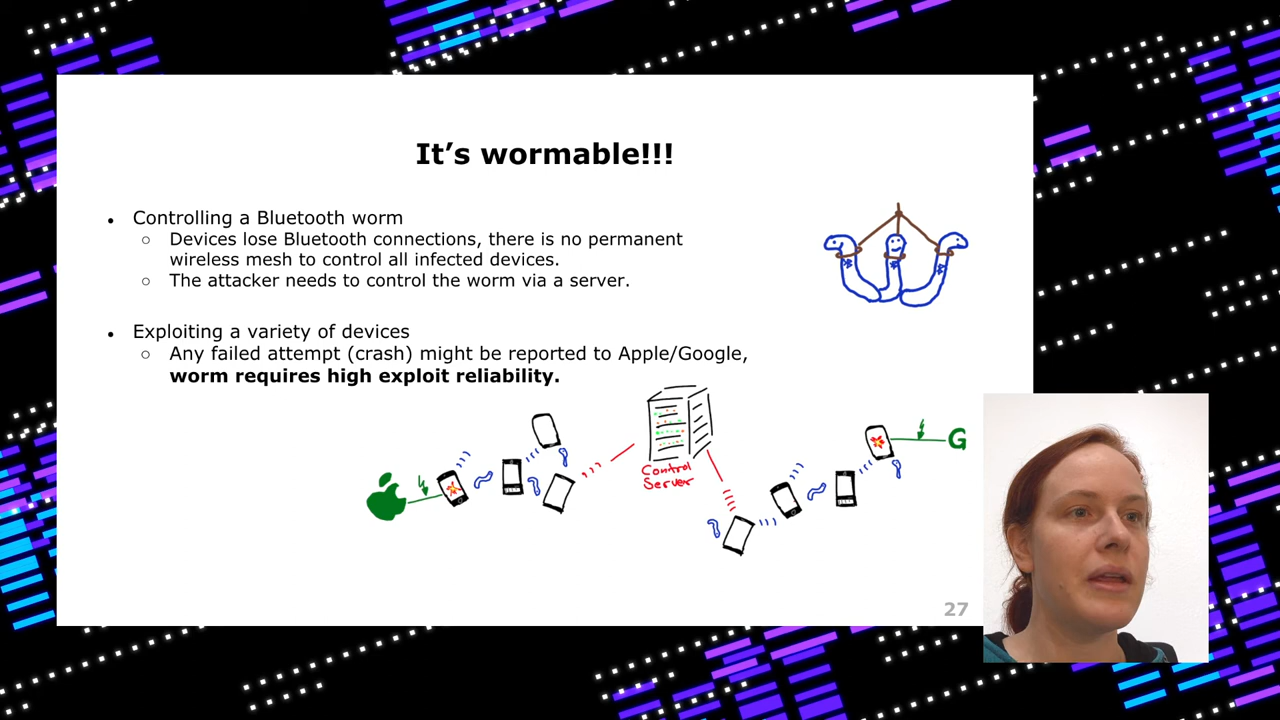 It’s wormable!!!
• Controlling a Bluetooth worm
○ Devices lose Bluetooth connections, there is no permanent
wireless mesh to control all infected devices.
○ The attacker needs to control the worm via a server.
• Exploiting a variety of devices
○ Any failed attempt (crash) might be reported to Apple/Google,
worm requires high exploit reliability.
Control
Server
G
27